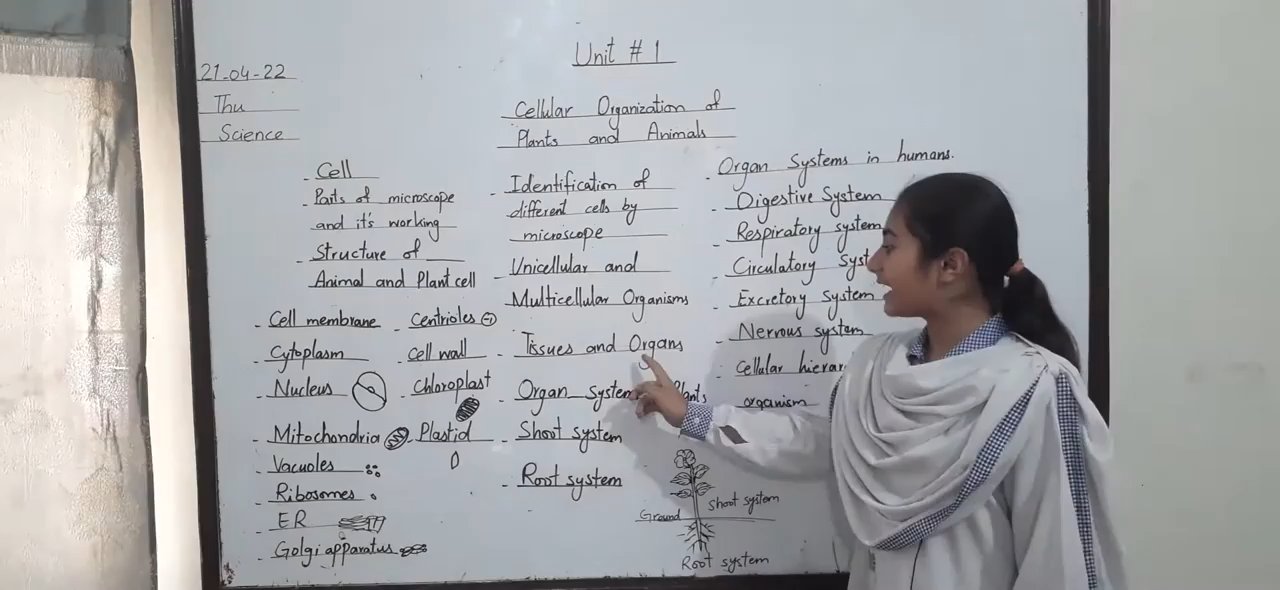 21-04-22
Thu
Science
Unit # 1
Cellular Organization of
Plants and Animals
- Cell
- Parts of microscope
and it's working
- Structure of
Animal and Plant cell
- Cell membrane
- Cytoplasm
- Nucleus
- Mitochondria
- Vacuoles
- Ribosomes
- ER
- Golgi apparatus
- Centrioles
- Cell wall
- Chloroplast
- Plastid
- Identification of
different cells by
microscope
- Unicellular and
Multicellular Organisms
- Tissues and Organs
- Organ System
- Shoot system
- Root system
- Organ Systems in humans.
- Digestive System
- Respiratory system
- Circulatory
- Excretory System
- Nervous system
- Cellular
organism
Shoot system
Ground
Root system